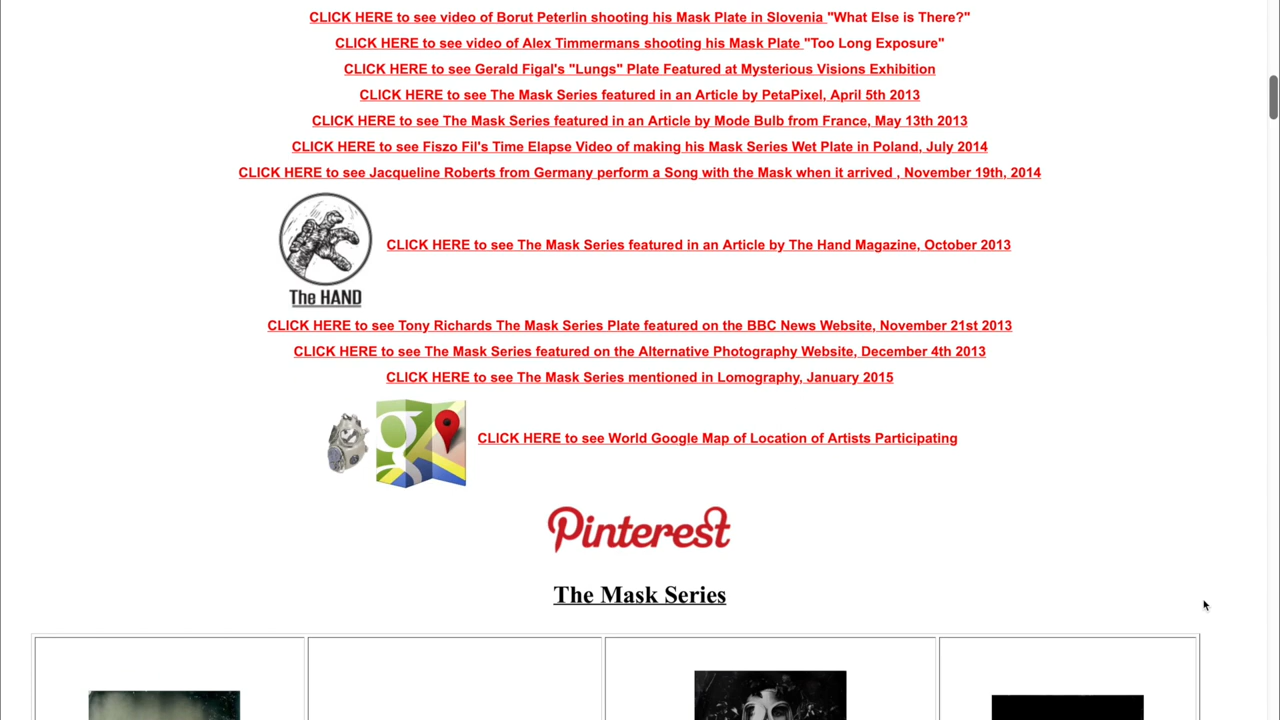 CLICK HERE to see video of Borut Peterlin shooting his Mask Plate in Slovenia "What Else is There?"
CLICK HERE to see video of Alex Timmermans shooting his Mask Plate "Too Long Exposure"
CLICK HERE to see Gerald Figal's "Lungs" Plate Featured at Mysterious Visions Exhibition
CLICK HERE to see The Mask Series featured in an Article by PetaPixel, April 5th 2013
CLICK HERE to see The Mask Series featured in an Article by Mode Bulb from France, May 13th 2013
CLICK HERE to see Fiszo Fil's Time Elapse Video of making his Mask Series Wet Plate in Poland, July 2014
CLICK HERE to see Jacqueline Roberts from Germany perform a Song with the Mask when it arrived , November 19th, 2014
CLICK HERE to see The Mask Series featured in an Article by The Hand Magazine, October 2013
The HAND
CLICK HERE to see Tony Richards The Mask Series Plate featured on the BBC News Website, November 21st 2013
CLICK HERE to see The Mask Series featured on the Alternative Photography Website, December 4th 2013
CLICK HERE to see The Mask Series mentioned in Lomography, January 2015
g
CLICK HERE to see World Google Map of Location of Artists Participating
Pinterest
The Mask Series